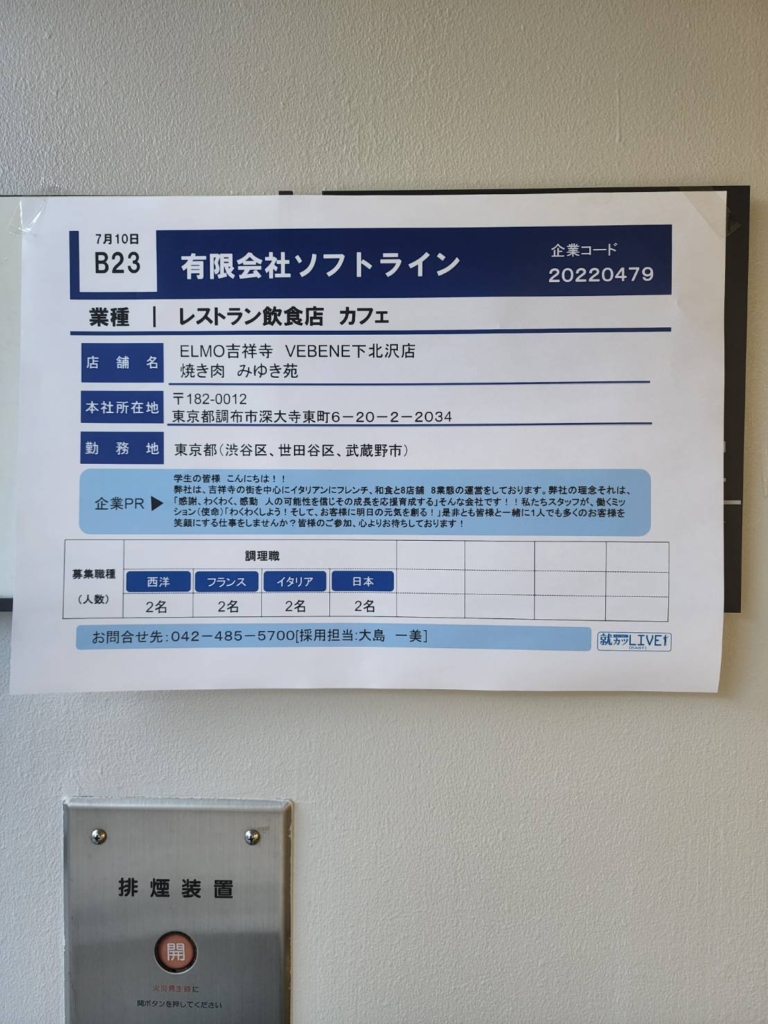 7月10日
B23
有限会社ソフトライン
企業コード
20220479
業種 | レストラン飲食店 カフェ
店舗名
ELMO吉祥寺 VEBENE下北沢店
焼き肉 みゆき苑
本社所在地
〒182-0012
東京都調布市深大寺東町6-20-2-2034
勤務地
東京都(渋谷区、世田谷区、武蔵野市)
企業PR ▶
学生の皆様 こんにちは!!
弊社は、吉祥寺の街を中心にイタリアンにフレンチ、和食と8店舗 8業態の運営をしております。弊社の理念それは、
「感謝、わくわく、感動 人の可能性を信じその成長を応援育成する」そんな会社です!!私たちスタッフが、働くミッ
ション(使命)「わくわくしよう!そして、お客様に明日の元気を創る!」是非とも皆様と一緒に1人でも多くのお客様を
笑顔にする仕事をしませんか?皆様のご参加、心よりお待ちしております!
募集職種
(人数)
調理職
西洋 フランス イタリア 日本
2名 2名 2名 2名
お問合せ先:042-485-5700[採用担当:大島 一美]
就カツLIVE!
排煙装置
開
火災発生時に
開ボタンを押してください